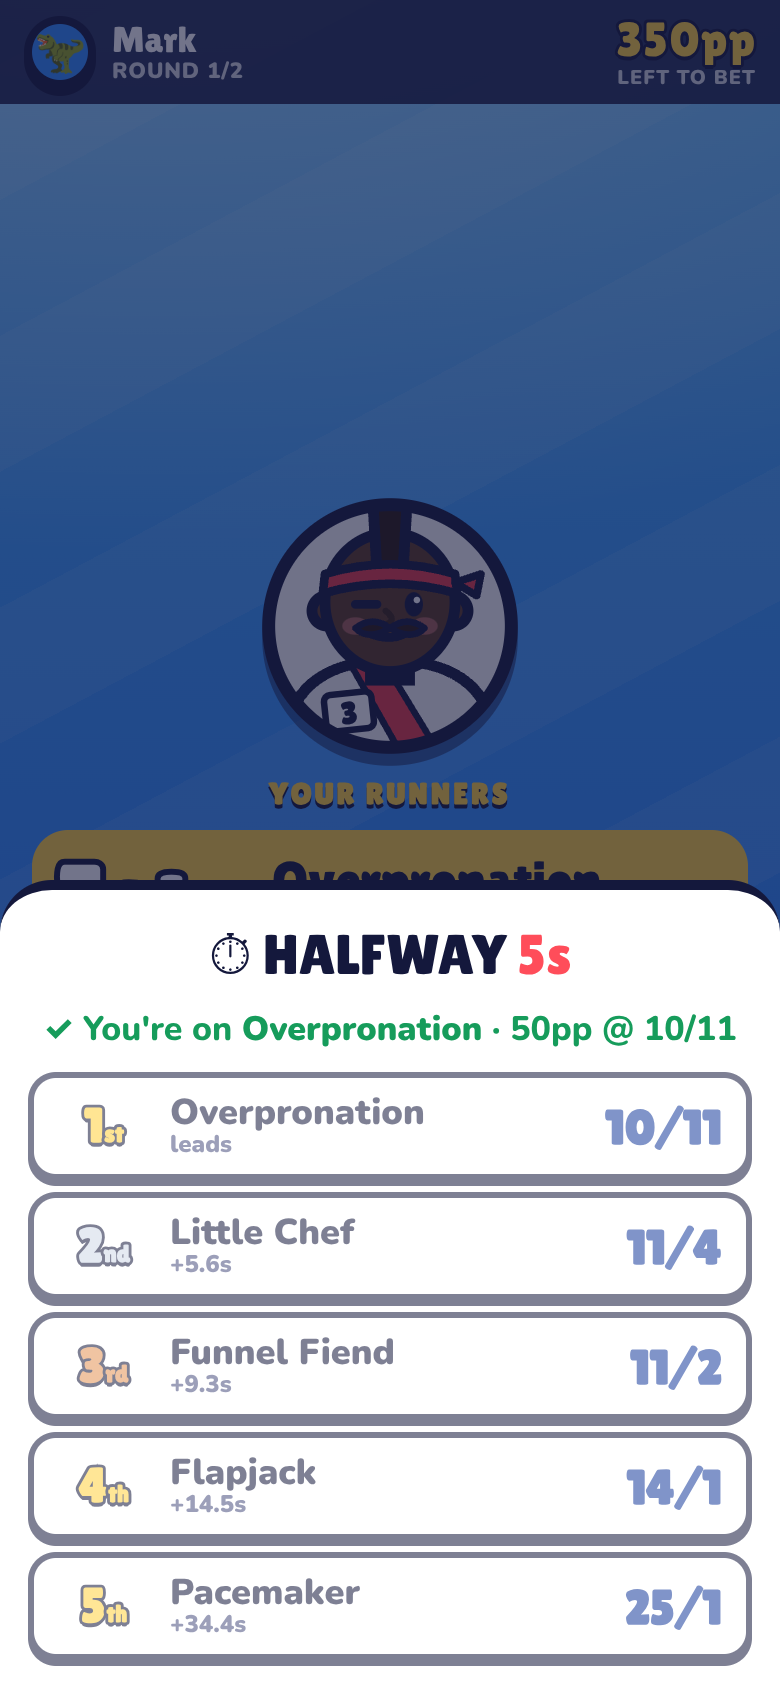 Mark
ROUND 1/2
350pp
LEFT TO BET
3
YOUR RUNNERS
Overpronation
HALFWAY 5s
✓ You're on Overpronation · 50pp @ 10/11
1st
Overpronation
leads
10/11
2nd
Little Chef
+5.6s
11/4
3rd
Funnel Fiend
+9.3s
11/2
4th
Flapjack
+14.5s
14/1
5th
Pacemaker
+34.4s
25/1